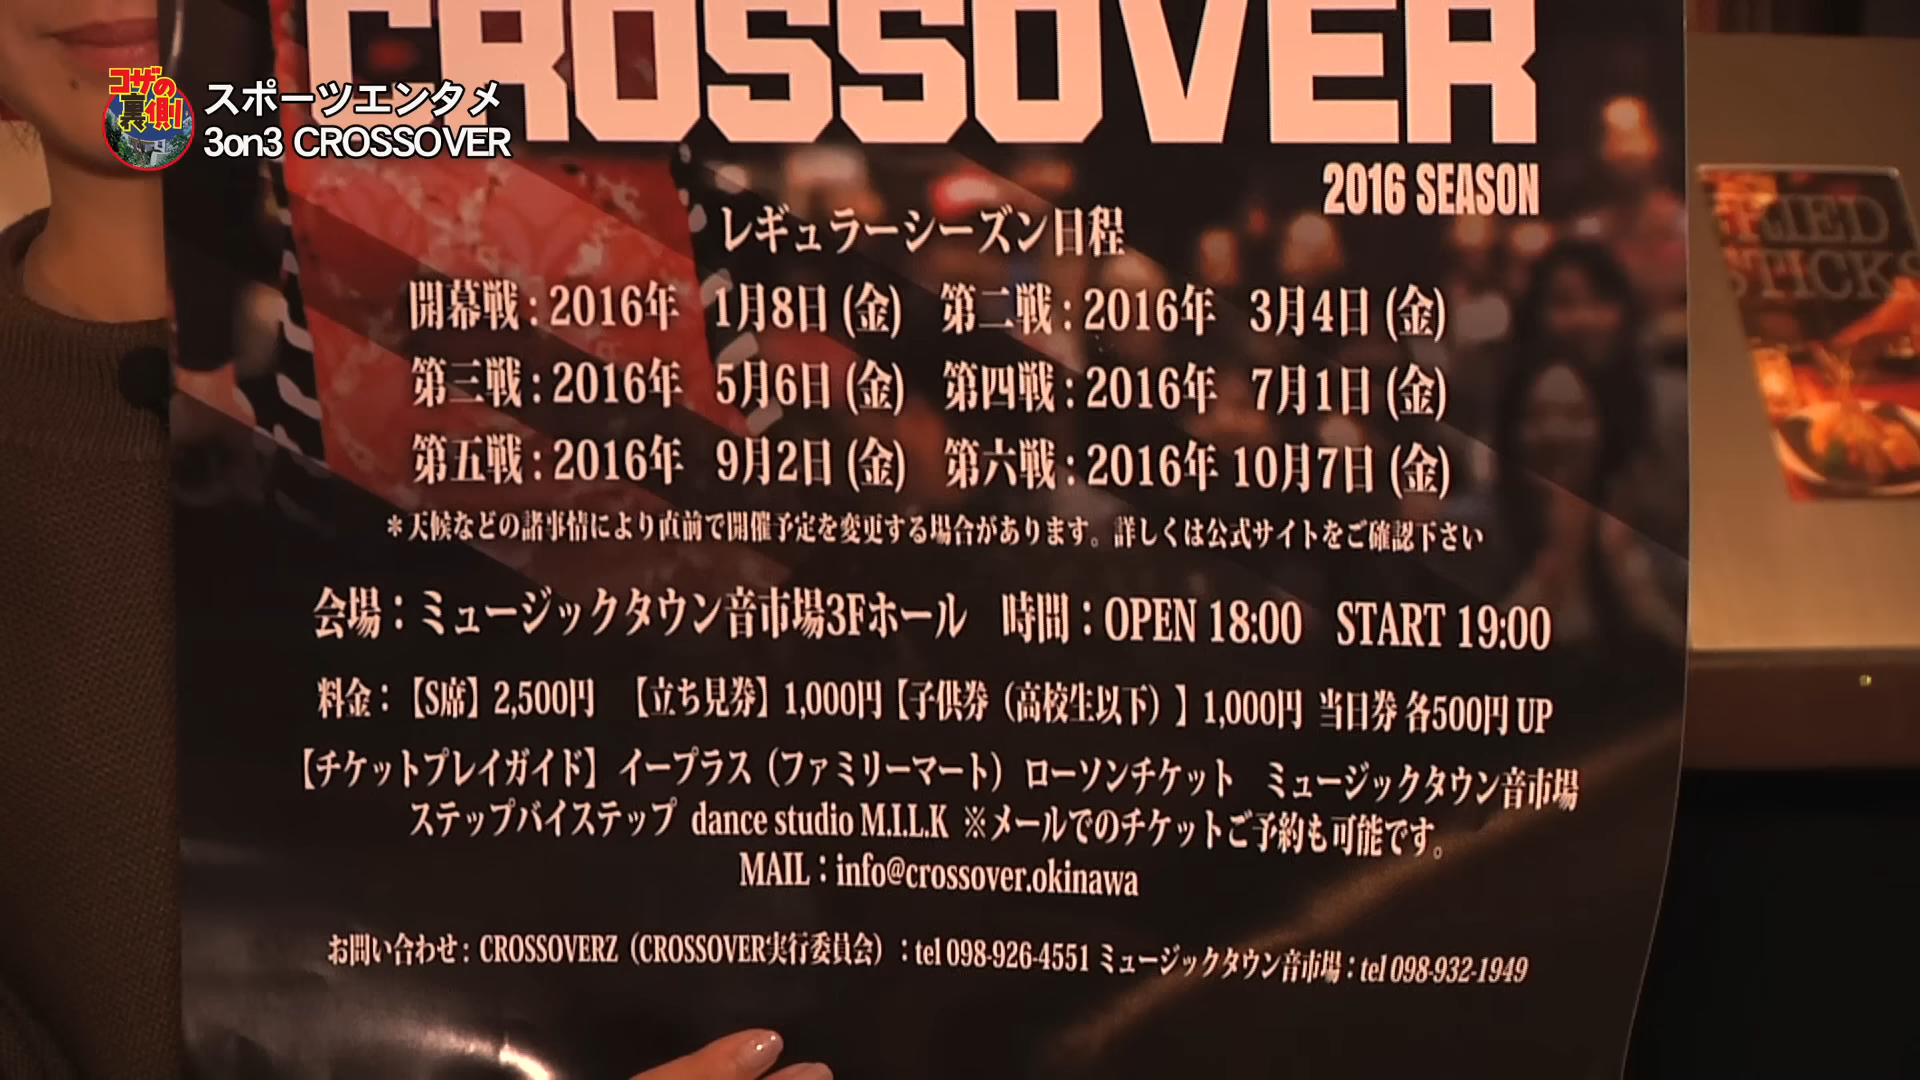 CROSSOVER
コザの
裏側
スポーツエンタメ
3on3 CROSSOVER
2016 SEASON
FRIED
STICKS
レギュラーシーズン日程
開幕戦 : 2016年 1月8日 (金) 第二戦 : 2016年 3月4日 (金)
第三戦 : 2016年 5月6日 (金) 第四戦 : 2016年 7月1日 (金)
第五戦 : 2016年 9月2日 (金) 第六戦 : 2016年 10月7日 (金)
＊天候などの諸事情により直前で開催予定を変更する場合があります。詳しくは公式サイトをご確認下さい
会場：ミュージックタウン音市場3Fホール 時間：OPEN 18:00 START 19:00
料金：【S席】2,500円 【立ち見券】1,000円【子供券（高校生以下）】1,000円 当日券 各500円 UP
【チケットプレイガイド】イープラス（ファミリーマート） ローソンチケット ミュージックタウン音市場
ステップバイステップ dance studio M.I.L.K ※メールでのチケットご予約も可能です。
MAIL：info@crossover.okinawa
お問い合わせ : CROSSOVERZ（CROSSOVER実行委員会）：tel 098-926-4551 ミュージックタウン音市場：tel 098-932-1949